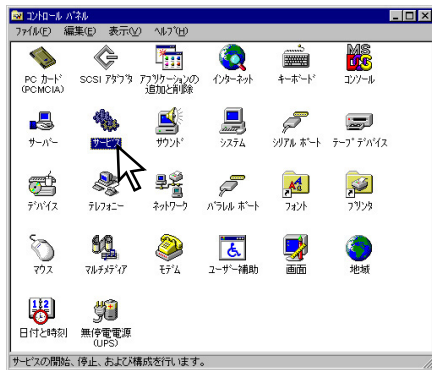 コントロール パネル
ファイル(F) 編集(E) 表示(V) ヘルプ(H)
PC カード (PCMCIA)
SCSI アダプタ
アプリケーションの追加と削除
インターネット
キーボード
MS DOS
コンソール
サーバー
サービス
サウンド
システム
シリアル ポート
テープ デバイス
デバイス
テレフォニー
ネットワーク
パラレル ポート
フォント
プリンタ
マウス
マルチメディア
モデム
ユーザー補助
画面
地域
日付と時刻
無停電電源 (UPS)
サービスの開始、停止、および構成を行います。